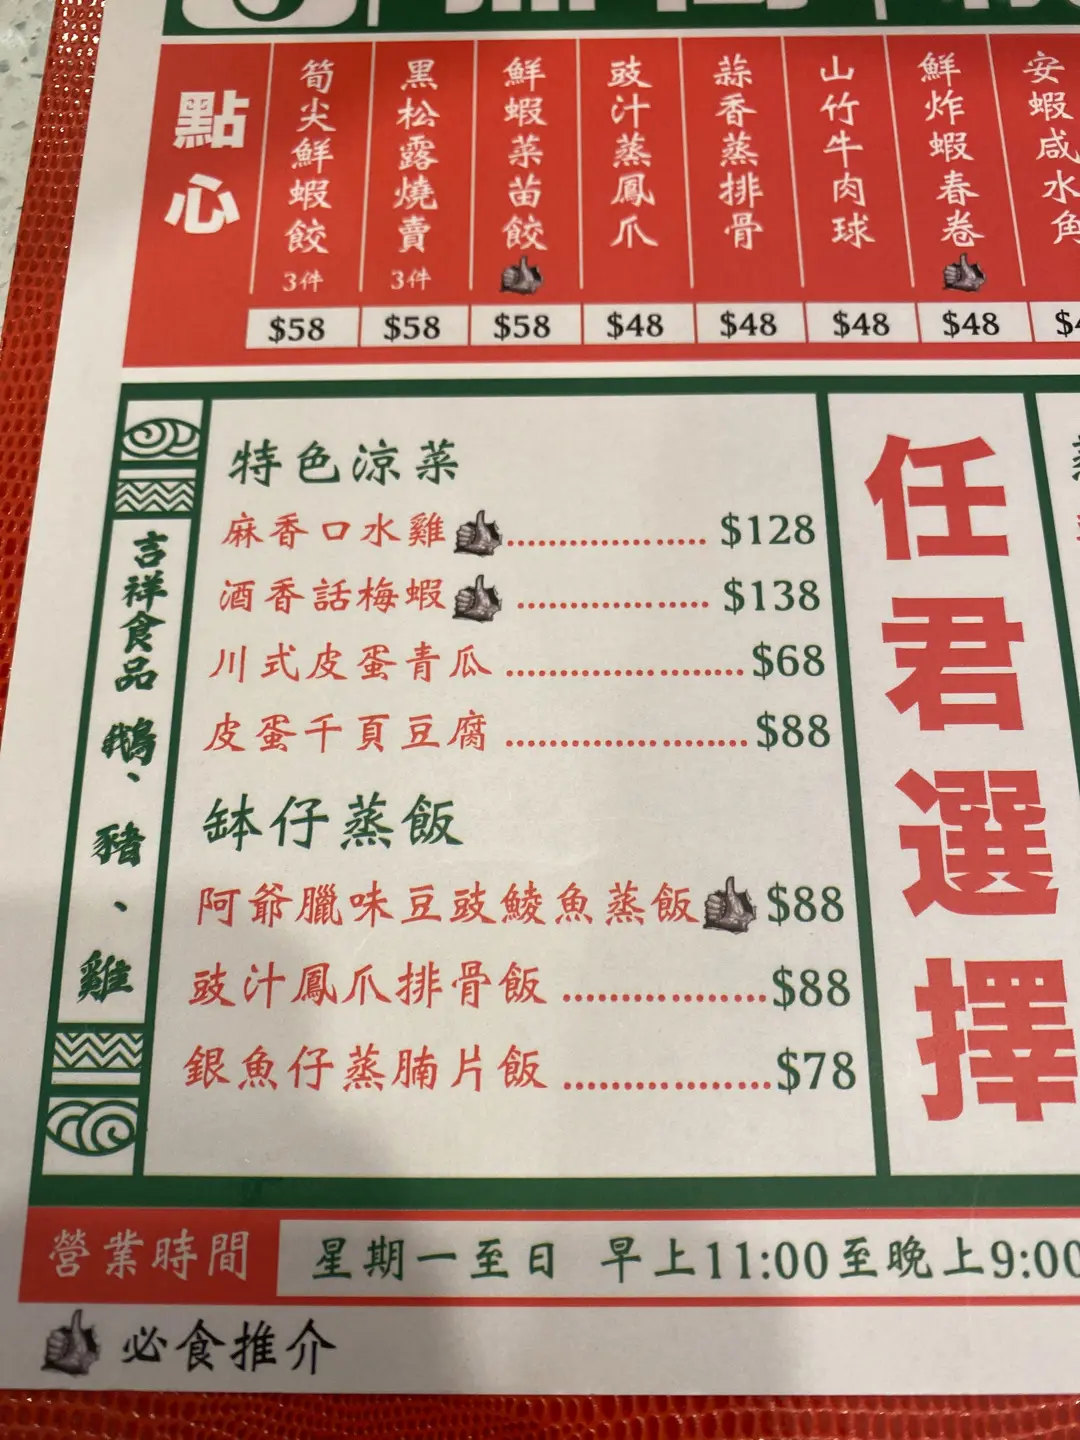 點心
筍尖鮮蝦餃 3件 $58
黑松露燒賣 3件 $58
鮮蝦菜苗餃 $58
豉汁蒸鳳爪 $48
蒜香蒸排骨 $48
山竹牛肉球 $48
鮮炸蝦春卷 $48
安蝦咸水角
吉祥食品 鵝、豬、雞
特色涼菜
麻香口水雞 $128
酒香話梅蝦 $138
川式皮蛋青瓜 $68
皮蛋千頁豆腐 $88
缽仔蒸飯
阿爺臘味豆豉鯪魚蒸飯 $88
豉汁鳳爪排骨飯 $88
銀魚仔蒸腩片飯 $78
任君選擇
營業時間 星期一至日 早上11:00至晚上9:00
必食推介